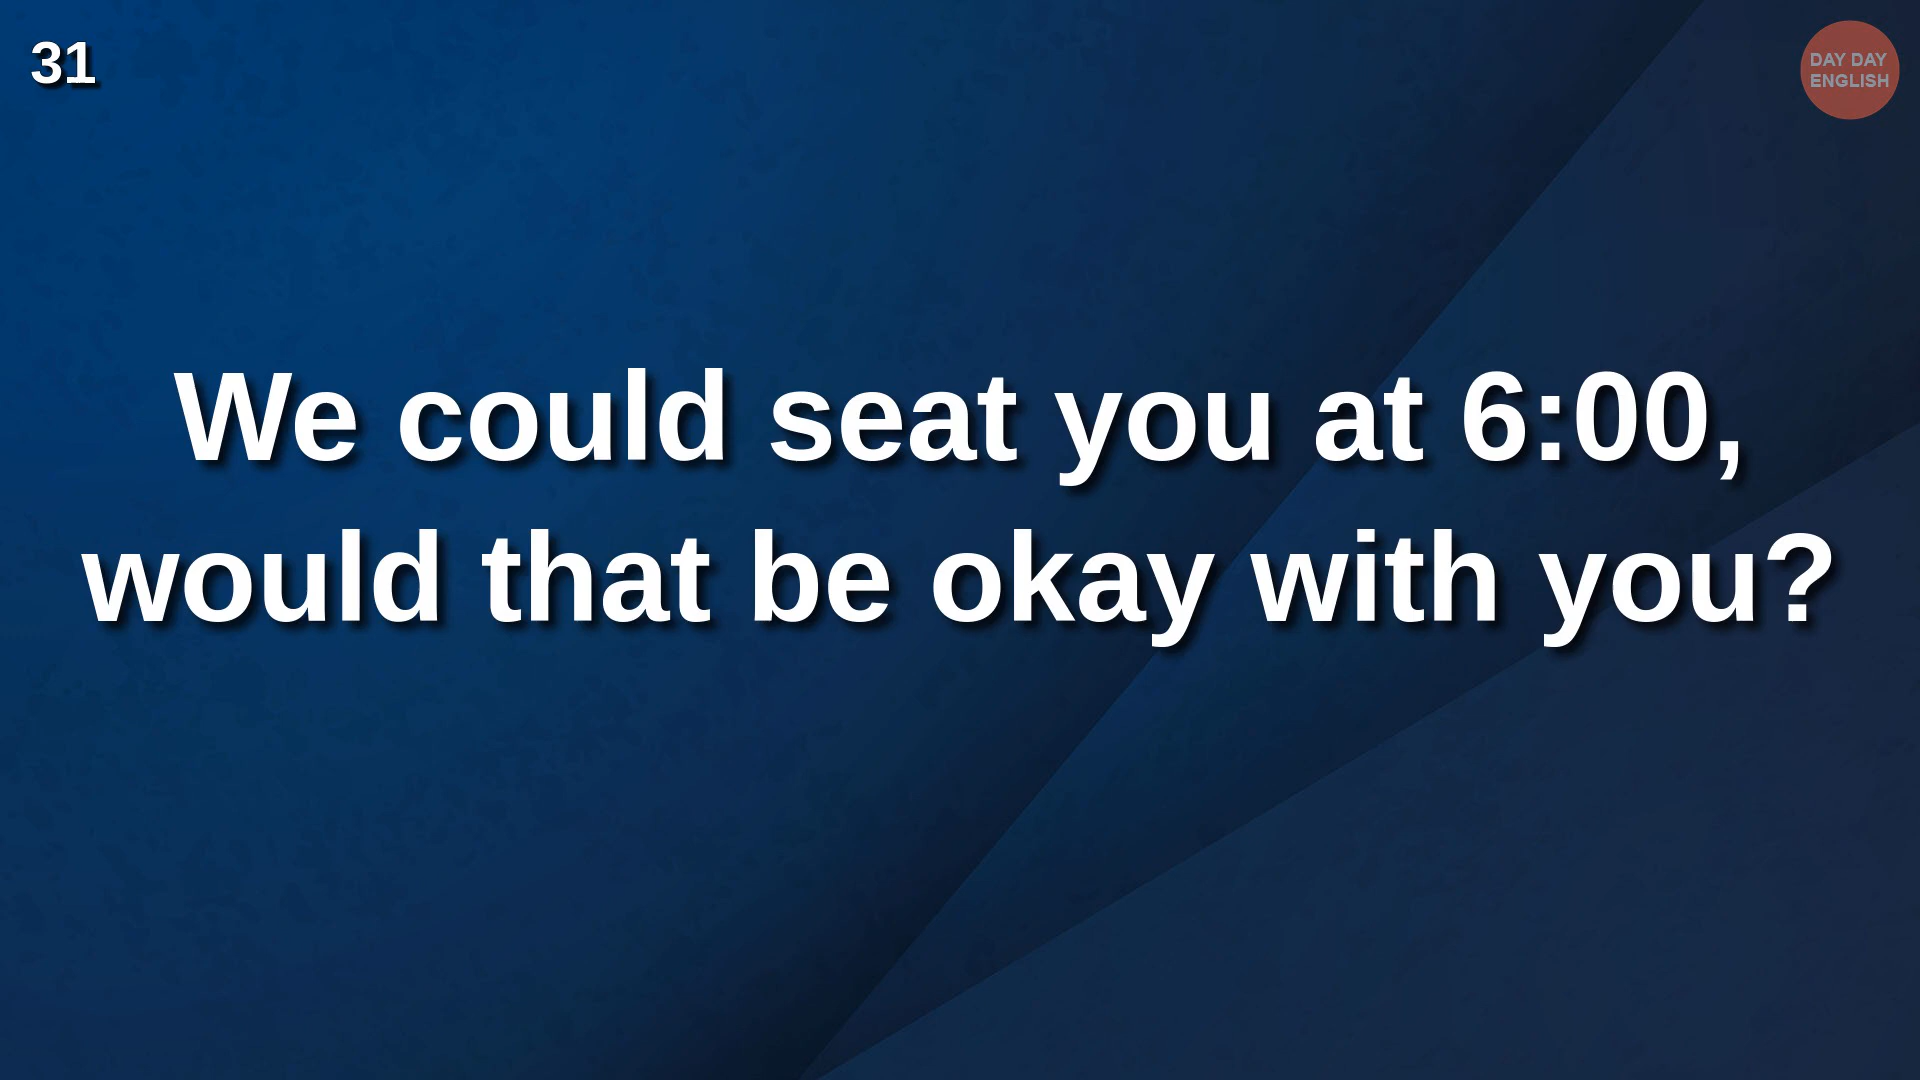 31
DAY DAY
ENGLISH
We could seat you at 6:00,
would that be okay with you?